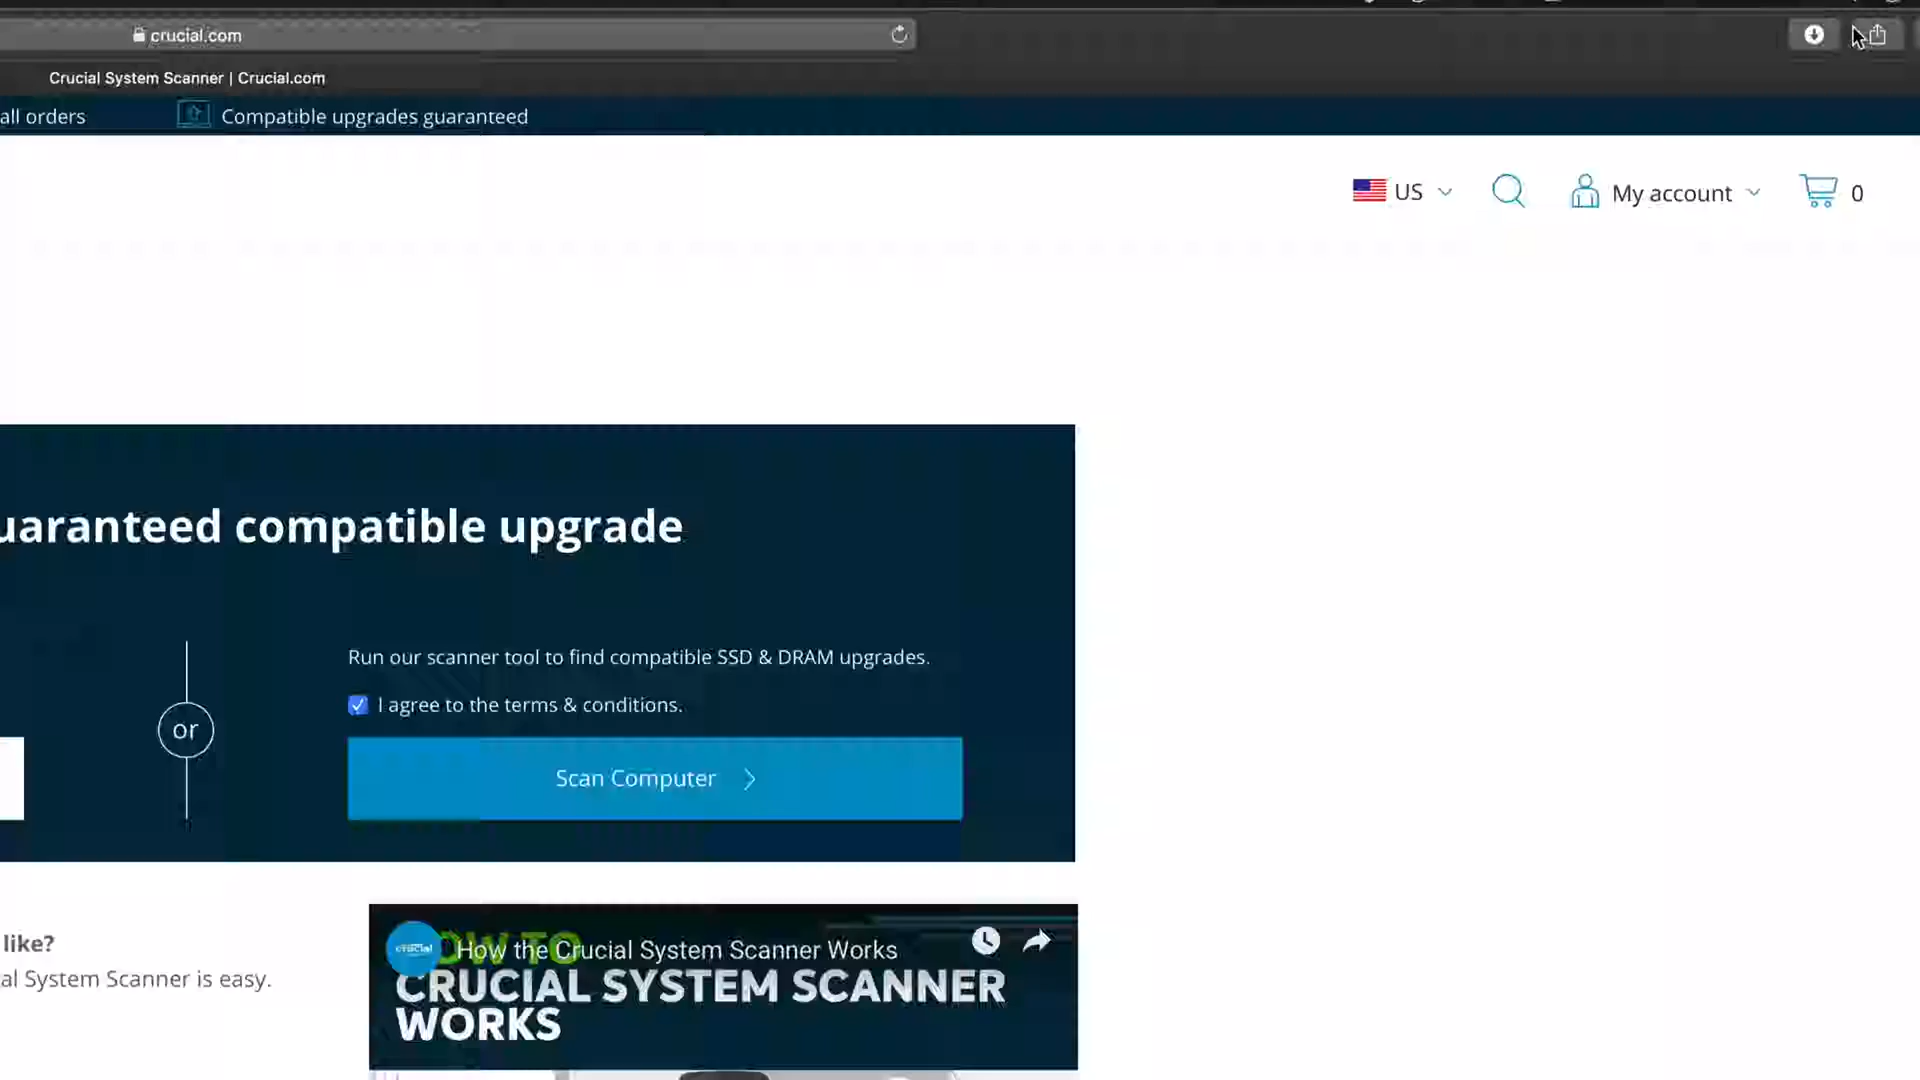 crucial.com
Crucial System Scanner | Crucial.com
all orders
Compatible upgrades guaranteed
US
My account
0
uaranteed compatible upgrade
Run our scanner tool to find compatible SSD & DRAM upgrades.
I agree to the terms & conditions.
or
Scan Computer
like?
al System Scanner is easy.
crucial
How the Crucial System Scanner Works
OW TO
CRUCIAL SYSTEM SCANNER
WORKS